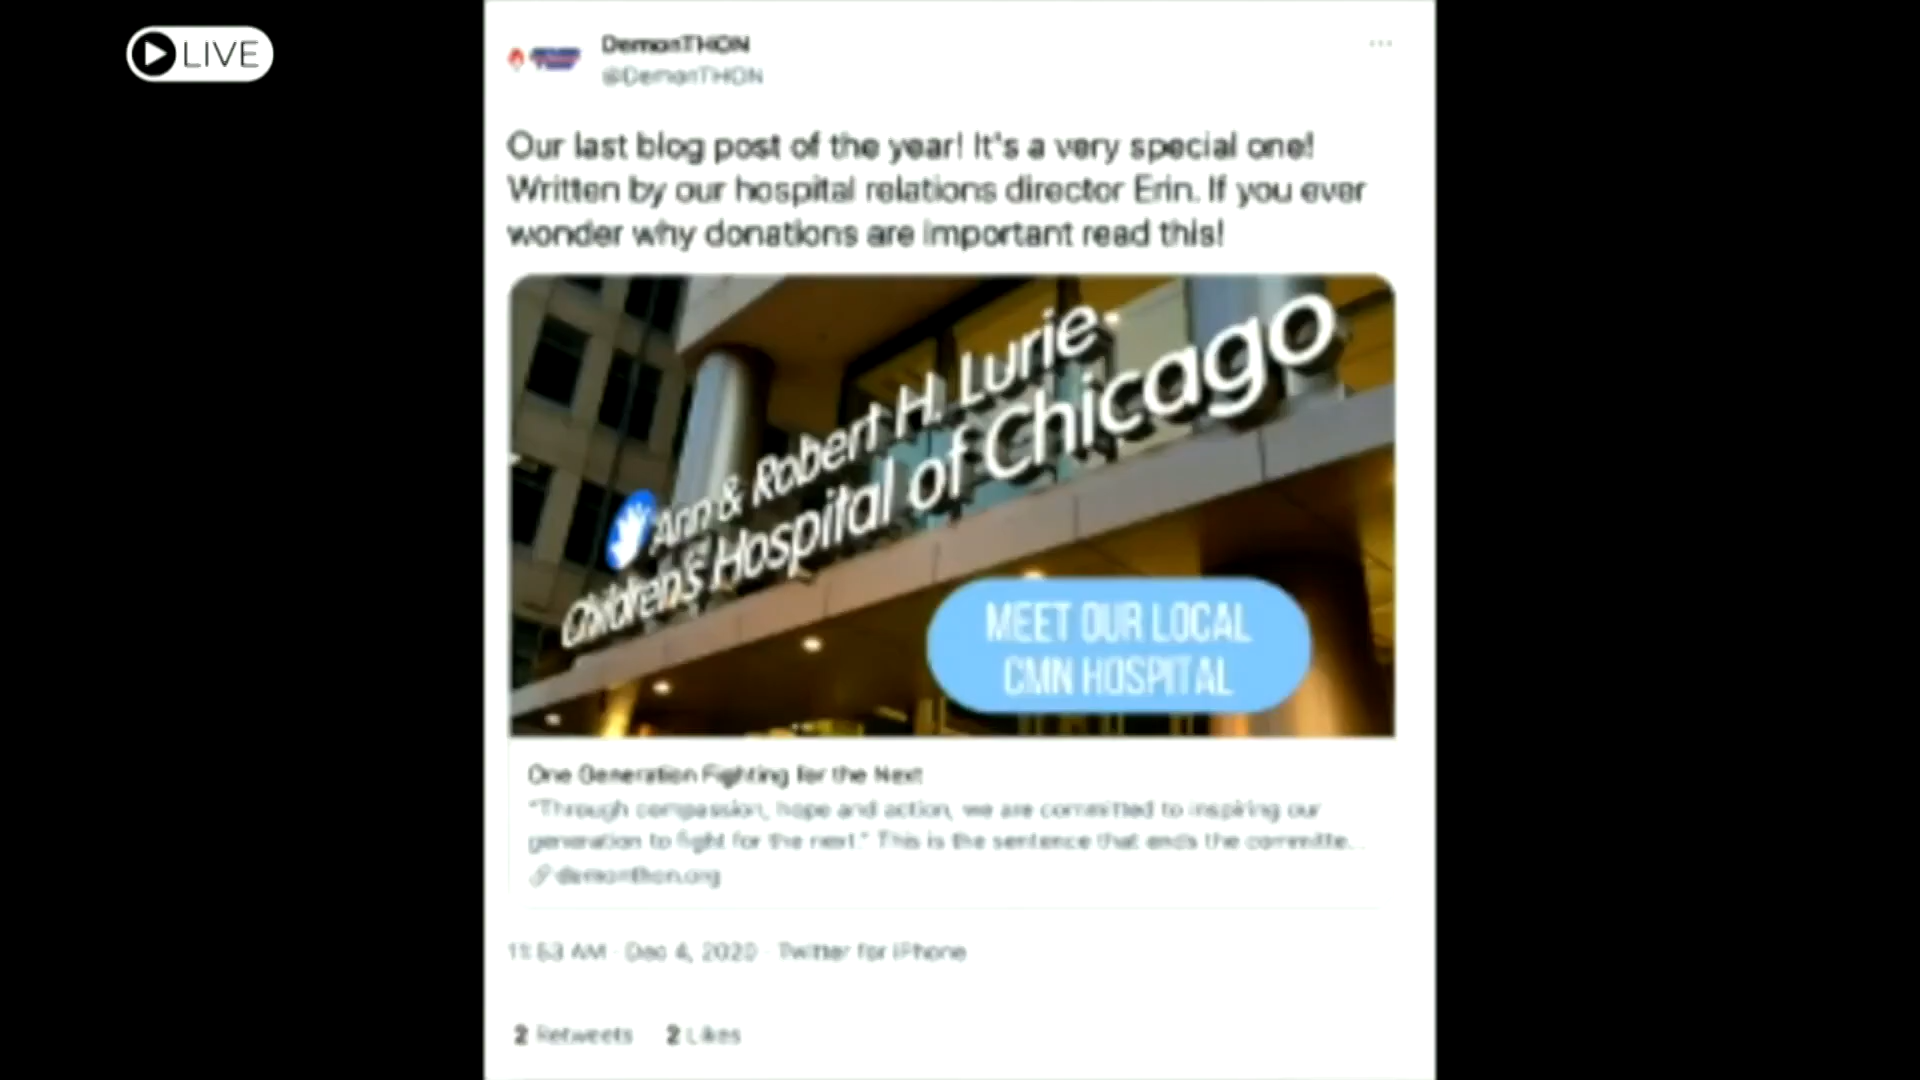 LIVE
DemonTHON
@DemonTHON
Our last blog post of the year! It's a very special one!
Written by our hospital relations director Erin. If you ever
wonder why donations are important read this!
Ann & Robert H. Lurie
Children's Hospital of Chicago
MEET OUR LOCAL
CMN HOSPITAL
One Generation Fighting for the Next
"Through compassion, hope and action, we are committed to inspiring our
generation to fight for the next." This is the sentence that ends the committe...
demonthon.org
11:53 AM · Dec 4, 2020 · Twitter for iPhone
2 Retweets 2 Likes